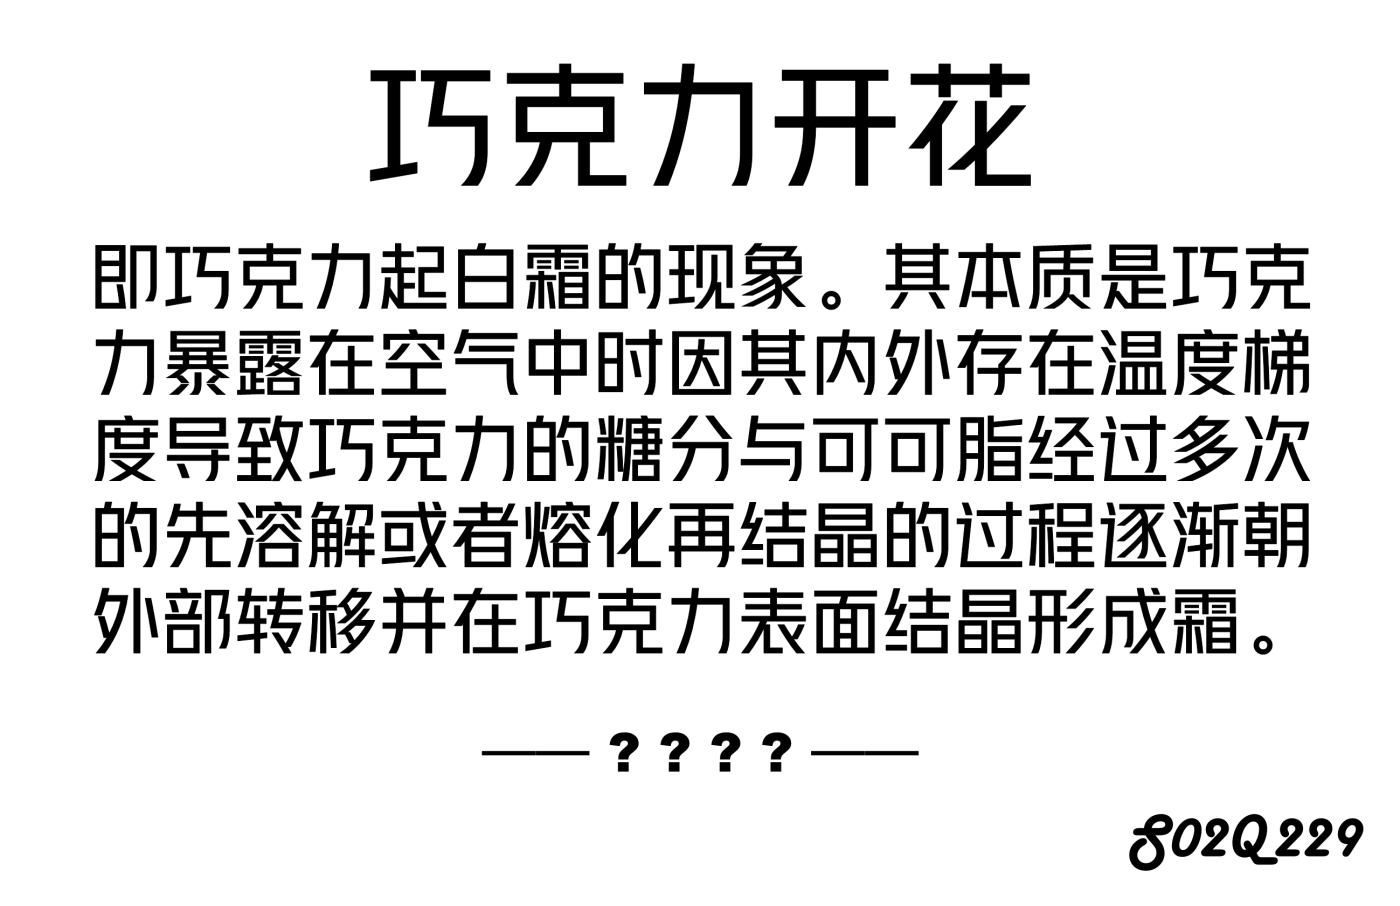 巧克力开花
即巧克力起白霜的现象。其本质是巧克
力暴露在空气中时因其内外存在温度梯
度导致巧克力的糖分与可可脂经过多次
的先溶解或者熔化再结晶的过程逐渐朝
外部转移并在巧克力表面结晶形成霜。
——????——
S02Q229